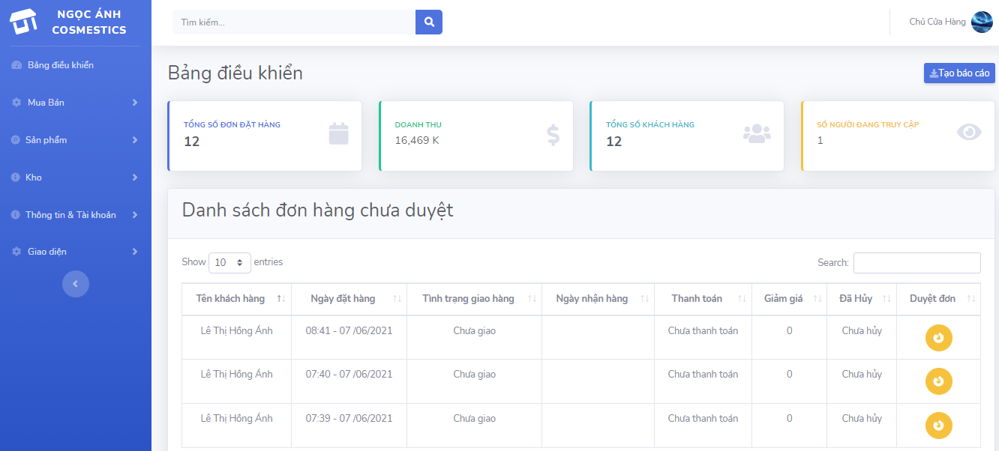 NGỌC ÁNH
COSMESTICS
Tìm kiếm...
Chủ Cửa Hàng
Bảng điều khiển
Mua Bán
Sản phẩm
Kho
Thông tin & Tài khoản
Giao diện
Bảng điều khiển
Tạo báo cáo
TỔNG SỐ ĐƠN ĐẶT HÀNG
12
DOANH THU
16,469 K
TỔNG SỐ KHÁCH HÀNG
12
SỐ NGƯỜI ĐANG TRUY CẬP
1
Danh sách đơn hàng chưa duyệt
Show 10 entries
Search:
Tên khách hàng Ngày đặt hàng Tình trạng giao hàng Ngày nhận hàng Thanh toán Giảm giá Đã Hủy Duyệt đơn
Lê Thị Hồng Ánh 08:41 - 07 /06/2021 Chưa giao Chưa thanh toán 0 Chưa hủy
Lê Thị Hồng Ánh 07:40 - 07 /06/2021 Chưa giao Chưa thanh toán 0 Chưa hủy
Lê Thị Hồng Ánh 07:39 - 07 /06/2021 Chưa giao Chưa thanh toán 0 Chưa hủy